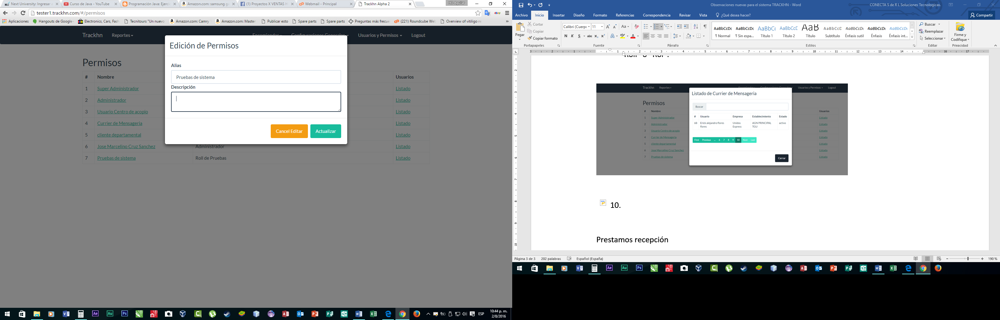 Next University: Ingresar a
Curso de Java - YouTube
Programación Java: Ejerci
Amazon.com: samsung ga
(1) Proyectos X VENTAS H
Webmail - Principal
Trackhn Alpha 2
HD Aguilar
tester1.trackhn.com/#/permisos
Aplicaciones
Hangouts de Google
Electronics, Cars, Fash
Tecnitours "Un nuevo
Amazon.com: Camry
Amazon.com: Master
Publicar esto
Spare parts
Spare parts
Preguntas más frecue
(221) Roundcube Web
Overview of vitiligo re
Trackhn
Reportes
Encomiendas
Configuraciones Generales
Usuarios y Permisos
Logout
Edición de Permisos
Alias
Pruebas de sistema
Descripción
Cancel Editar
Actualizar
Permisos
# Nombre Usuarios
1 Super Administrador Listado
2 Administrador Listado
3 Usuario Centro de acopio Listado
4 Currier de Mensageria Listado
5 cliente departamental Listado
6 Jose Marcelino Cruz Sanchez Administrador Listado
7 Pruebas de sistema Roll de Pruebas Listado
ESP
10:44 p. m.
2/8/2016
Observaciones nuevas para el sistema TRACKHN - Word
CONECTA S de R L Soluciones Tecnologicas.
Archivo
Inicio
Insertar
Diseño
Formato
Referencias
Correspondencia
Revisar
Vista
¿Qué desea hacer?
Compartir
Pegar
Cortar
Copiar
Copiar formato
Portapapeles
Calibri (Cuerpo
11
N K S abc x₂ x²
Fuente
Párrafo
AaBbCcDc AaBbCcDc AaBbCc AaBbCcD AaB AaBbCcD AaBbCcDc AaBbCcDc AaBbCcDc
¶ Normal
¶ Sin espa...
Título 1
Título 2
Título
Subtítulo
Énfasis sutil
Énfasis
Énfasis int...
Estilos
Buscar
Reemplazar
Seleccionar
Editar
Firme y
Codifique
Privacidad
Trackhn
Reportes
Usuarios y Permisos
Logout
Listado de Currier de Mensageria
Buscar
# Usuario Empresa Establecimiento Estado
68 Erick alejandro flores flores Unidos Express AGN PRINCIPAL TGU activo
First Previous ... 6 7 8 9 10 Next Last
Cerrar
Permisos
# Nombre Usuarios
1 Super Administrador Listado
2 Administrador Listado
3 Usuario Centro de acopio Listado
4 Currier de Mensageria Listado
5 cliente departamental Listado
6 Jose Marcelino Cruz Sanchez Listado
7 Pruebas de sistema Listado
10.
Prestamos recepción
Página 3 de 3
202 palabras
Español (España)
190 %